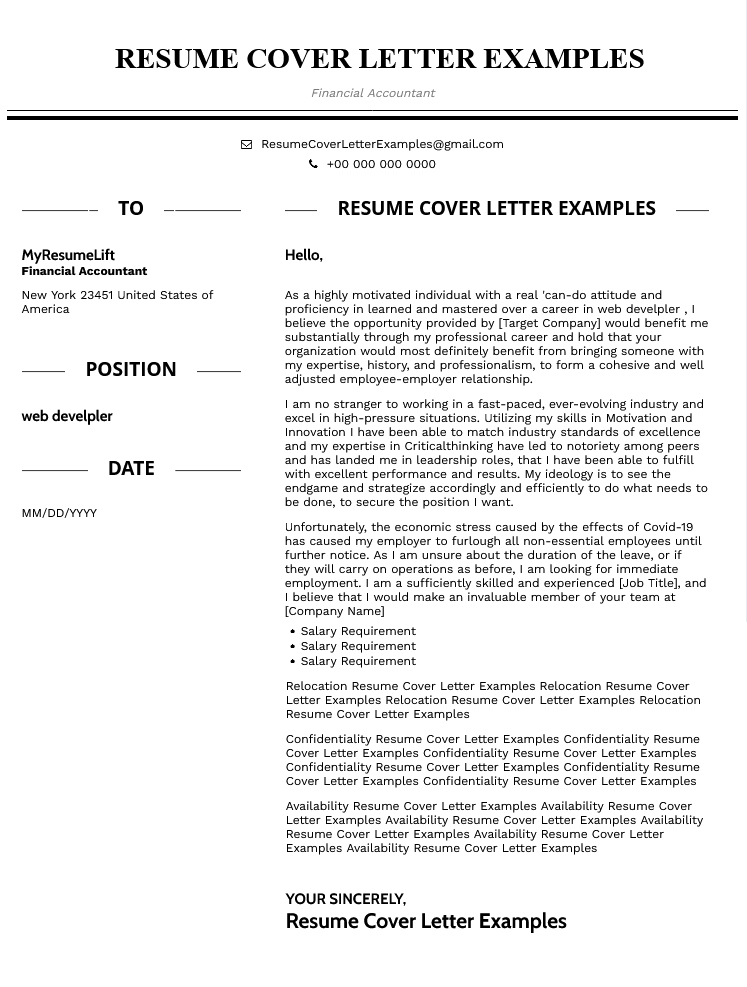 RESUME COVER LETTER EXAMPLES
Financial Accountant
ResumeCoverLetterExamples@gmail.com
+00 000 000 0000
TO
MyResumeLift
Financial Accountant
New York 23451 United States of
America
POSITION
web develpler
DATE
MM/DD/YYYY
RESUME COVER LETTER EXAMPLES
Hello,
As a highly motivated individual with a real 'can-do attitude and
proficiency in learned and mastered over a career in web develpler , I
believe the opportunity provided by [Target Company] would benefit me
substantially through my professional career and hold that your
organization would most definitely benefit from bringing someone with
my expertise, history, and professionalism, to form a cohesive and well
adjusted employee-employer relationship.
I am no stranger to working in a fast-paced, ever-evolving industry and
excel in high-pressure situations. Utilizing my skills in Motivation and
Innovation I have been able to match industry standards of excellence
and my expertise in Criticalthinking have led to notoriety among peers
and has landed me in leadership roles, that I have been able to fulfill
with excellent performance and results. My ideology is to see the
endgame and strategize accordingly and efficiently to do what needs to
be done, to secure the position I want.
Unfortunately, the economic stress caused by the effects of Covid-19
has caused my employer to furlough all non-essential employees until
further notice. As I am unsure about the duration of the leave, or if
they will carry on operations as before, I am looking for immediate
employment. I am a sufficiently skilled and experienced [Job Title], and
I believe that I would make an invaluable member of your team at
[Company Name]
• Salary Requirement
• Salary Requirement
• Salary Requirement
Relocation Resume Cover Letter Examples Relocation Resume Cover
Letter Examples Relocation Resume Cover Letter Examples Relocation
Resume Cover Letter Examples
Confidentiality Resume Cover Letter Examples Confidentiality Resume
Cover Letter Examples Confidentiality Resume Cover Letter Examples
Confidentiality Resume Cover Letter Examples Confidentiality Resume
Cover Letter Examples Confidentiality Resume Cover Letter Examples
Availability Resume Cover Letter Examples Availability Resume Cover
Letter Examples Availability Resume Cover Letter Examples Availability
Resume Cover Letter Examples Availability Resume Cover Letter
Examples Availability Resume Cover Letter Examples
YOUR SINCERELY,
Resume Cover Letter Examples